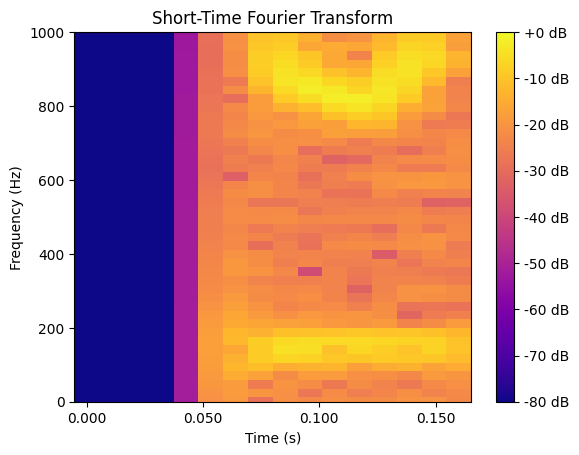 Short-Time Fourier Transform
Frequency (Hz)
1000
800
600
400
200
0
0.000
0.050
0.100
0.150
Time (s)
+0 dB
-10 dB
-20 dB
-30 dB
-40 dB
-50 dB
-60 dB
-70 dB
-80 dB